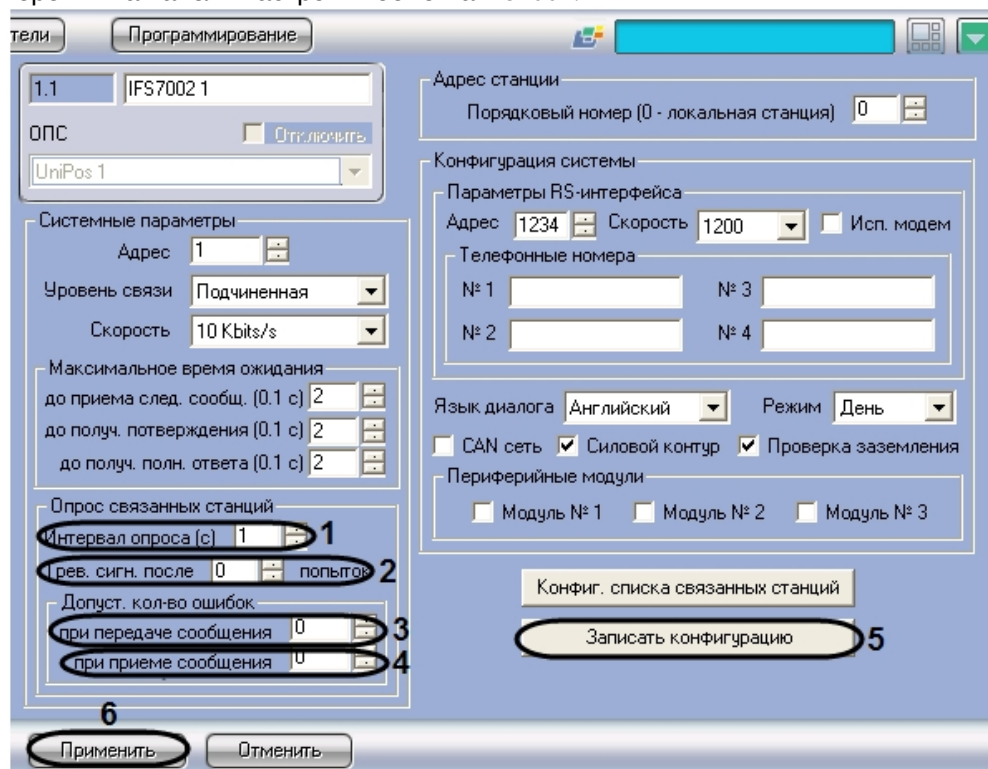 тели
Программирование
1.1
IFS7002 1
ОПС
Отключить
UniPos 1
Системные параметры
Адрес 1
Уровень связи Подчиненная
Скорость 10 Kbits/s
Максимальное время ожидания
до приема след. сообщ. (0.1 с) 2
до получ. потверждения (0.1 с) 2
до получ. полн. ответа (0.1 с) 2
Опрос связанных станций
Интервал опроса (с) 1
1
Трев. сигн. после 0 попыток
2
Допуст. кол-во ошибок
при передаче сообщения 0
3
при приеме сообщения 0
4
Адрес станции
Порядковый номер (0 - локальная станция) 0
Конфигурация системы
Параметры RS-интерфейса
Адрес 1234 Скорость 1200 Исп. модем
Телефонные номера
№ 1
№ 3
№ 2
№ 4
Язык диалога Английский Режим День
CAN сеть Силовой контур Проверка заземления
Периферийные модули
Модуль № 1 Модуль № 2 Модуль № 3
Конфиг. списка связанных станций
Записать конфигурацию
5
6
Применить
Отменить